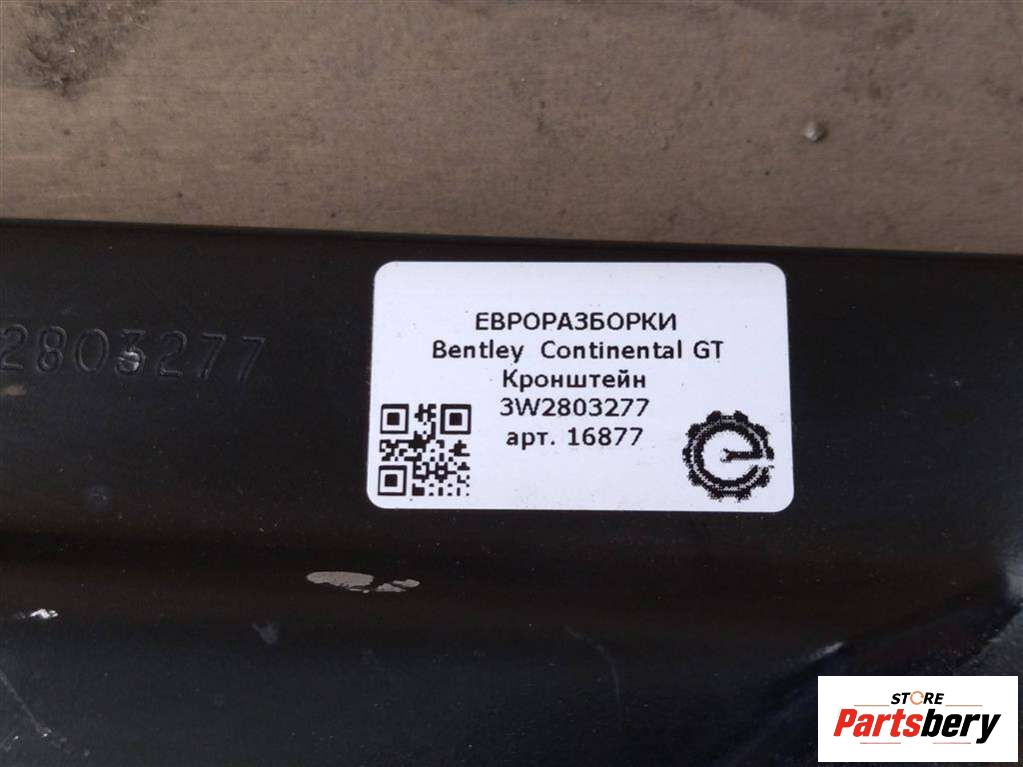 2803277
ЕВРОРАЗБОРКИ
Bentley Continental GT
Кронштейн
3W2803277
арт. 16877
STORE
Partsbery